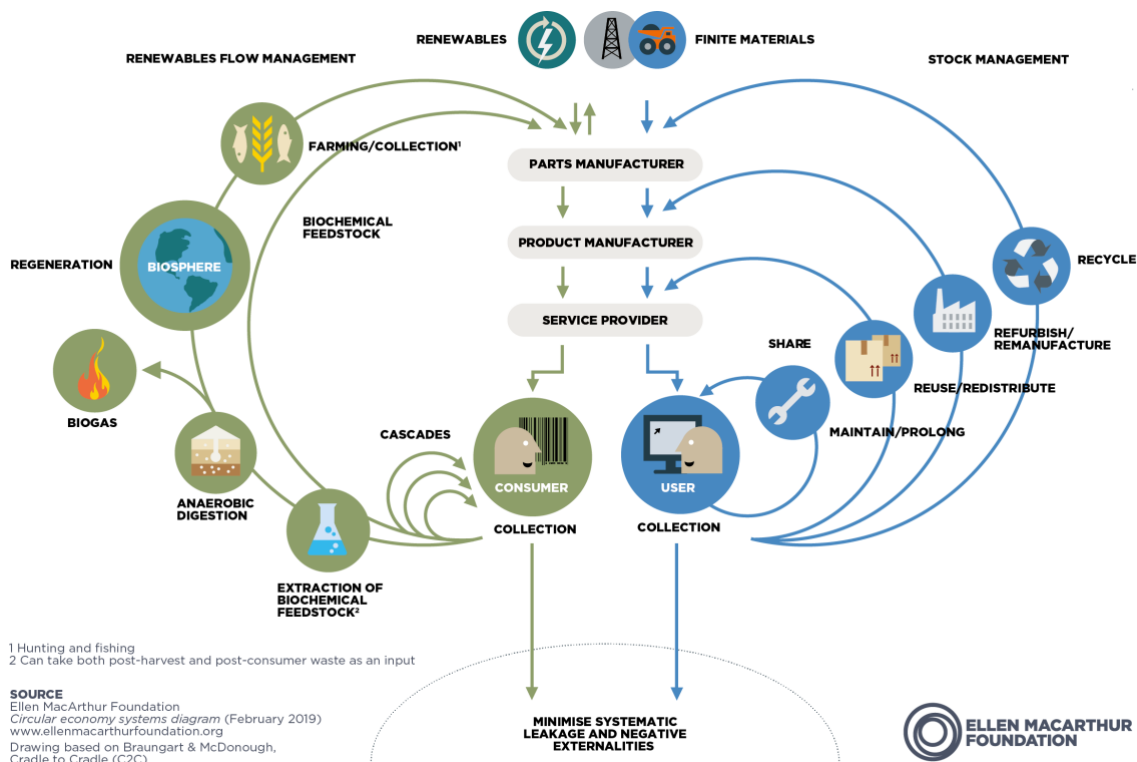 RENEWABLES
FINITE MATERIALS
RENEWABLES FLOW MANAGEMENT
STOCK MANAGEMENT
FARMING/COLLECTION¹
PARTS MANUFACTURER
BIOCHEMICAL
FEEDSTOCK
PRODUCT MANUFACTURER
REGENERATION
BIOSPHERE
RECYCLE
SERVICE PROVIDER
SHARE
REFURBISH/
REMANUFACTURE
REUSE/REDISTRIBUTE
BIOGAS
CASCADES
MAINTAIN/PROLONG
CONSUMER
USER
ANAEROBIC
DIGESTION
COLLECTION
COLLECTION
EXTRACTION OF
BIOCHEMICAL
FEEDSTOCK²
1 Hunting and fishing
2 Can take both post-harvest and post-consumer waste as an input
SOURCE
Ellen MacArthur Foundation
Circular economy systems diagram (February 2019)
www.ellenmacarthurfoundation.org
Drawing based on Braungart & McDonough,
Cradle to Cradle (C2C)
MINIMISE SYSTEMATIC
LEAKAGE AND NEGATIVE
EXTERNALITIES
ELLEN MACARTHUR
FOUNDATION